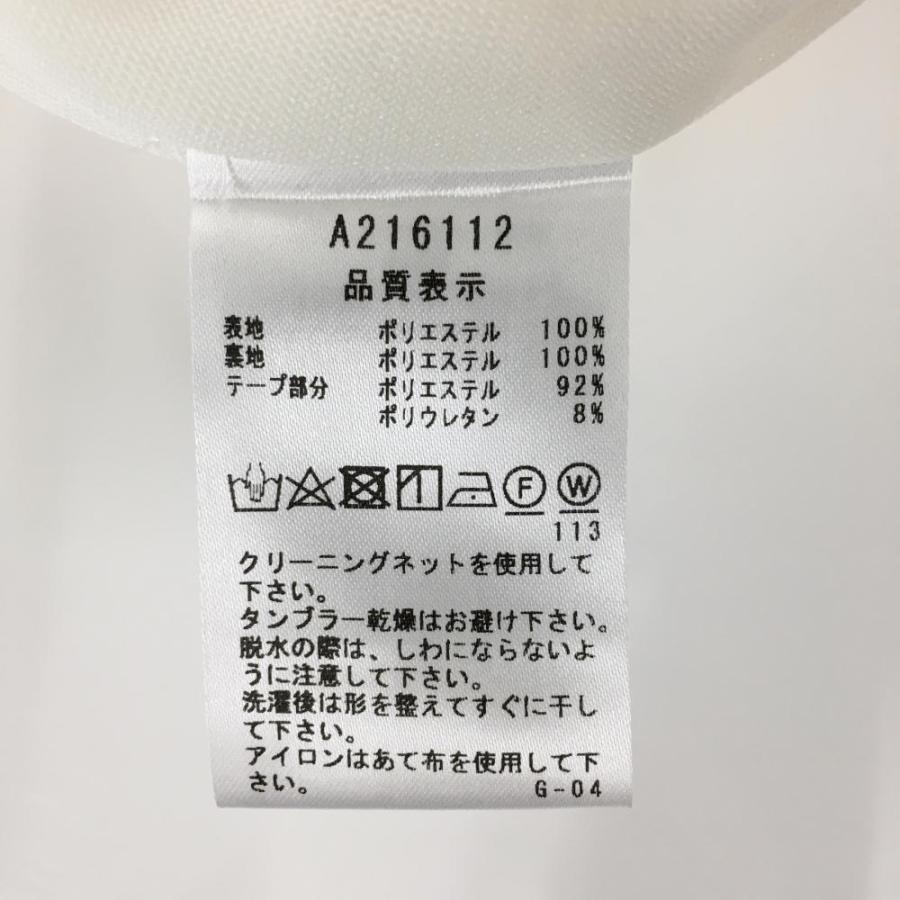 A216112
品質表示
表地 ポリエステル 100%
裏地 ポリエステル 100%
テープ部分 ポリエステル 92%
ポリウレタン 8%
F W
113
クリーニングネットを使用して
下さい。
タンブラー乾燥はお避け下さい。
脱水の際は、しわにならないよ
うに注意して下さい。
洗濯後は形を整えてすぐに干し
て下さい。
アイロンはあて布を使用して下
さい。 G-04